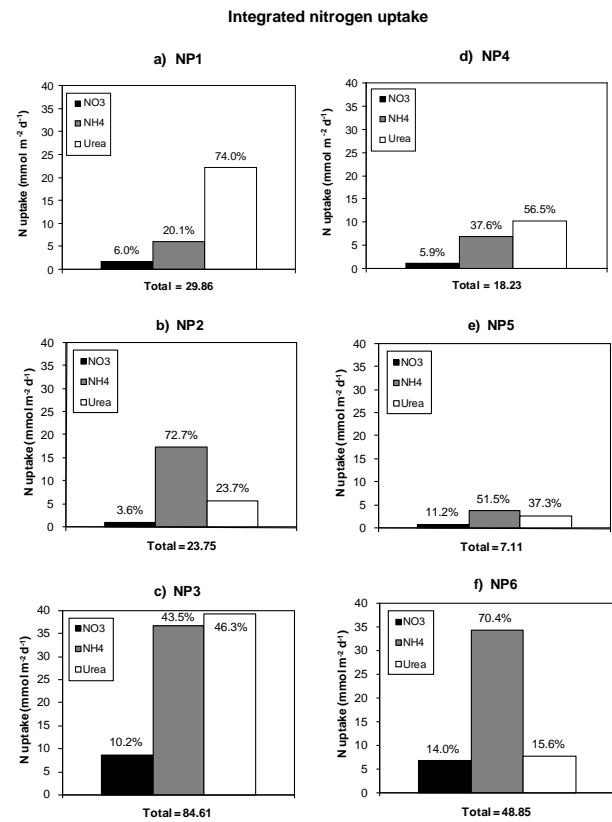 Integrated nitrogen uptake
a) NP1
N uptake (mmol m⁻² d⁻¹)
40
35
30
25
20
15
10
5
0
NO3
NH4
Urea
6.0%
20.1%
74.0%
Total = 29.86
b) NP2
N uptake (mmol m⁻² d⁻¹)
40
35
30
25
20
15
10
5
0
NO3
NH4
Urea
3.6%
72.7%
23.7%
Total = 23.75
c) NP3
N uptake (mmol m⁻² d⁻¹)
40
35
30
25
20
15
10
5
0
NO3
NH4
Urea
10.2%
43.5%
46.3%
Total = 84.61
d) NP4
N uptake (mmol m⁻² d⁻¹)
40
35
30
25
20
15
10
5
0
NO3
NH4
Urea
5.9%
37.6%
56.5%
Total = 18.23
e) NP5
N uptake (mmol m⁻² d⁻¹)
40
35
30
25
20
15
10
5
0
NO3
NH4
Urea
11.2%
51.5%
37.3%
Total = 7.11
f) NP6
N uptake (mmol m⁻² d⁻¹)
40
35
30
25
20
15
10
5
0
NO3
NH4
Urea
14.0%
70.4%
15.6%
Total = 48.85